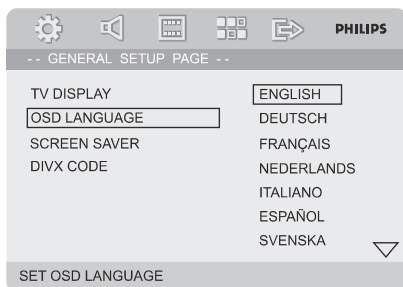 PHILIPS
-- GENERAL SETUP PAGE --
TV DISPLAY
OSD LANGUAGE
SCREEN SAVER
DIVX CODE
ENGLISH
DEUTSCH
FRANÇAIS
NEDERLANDS
ITALIANO
ESPAÑOL
SVENSKA
SET OSD LANGUAGE